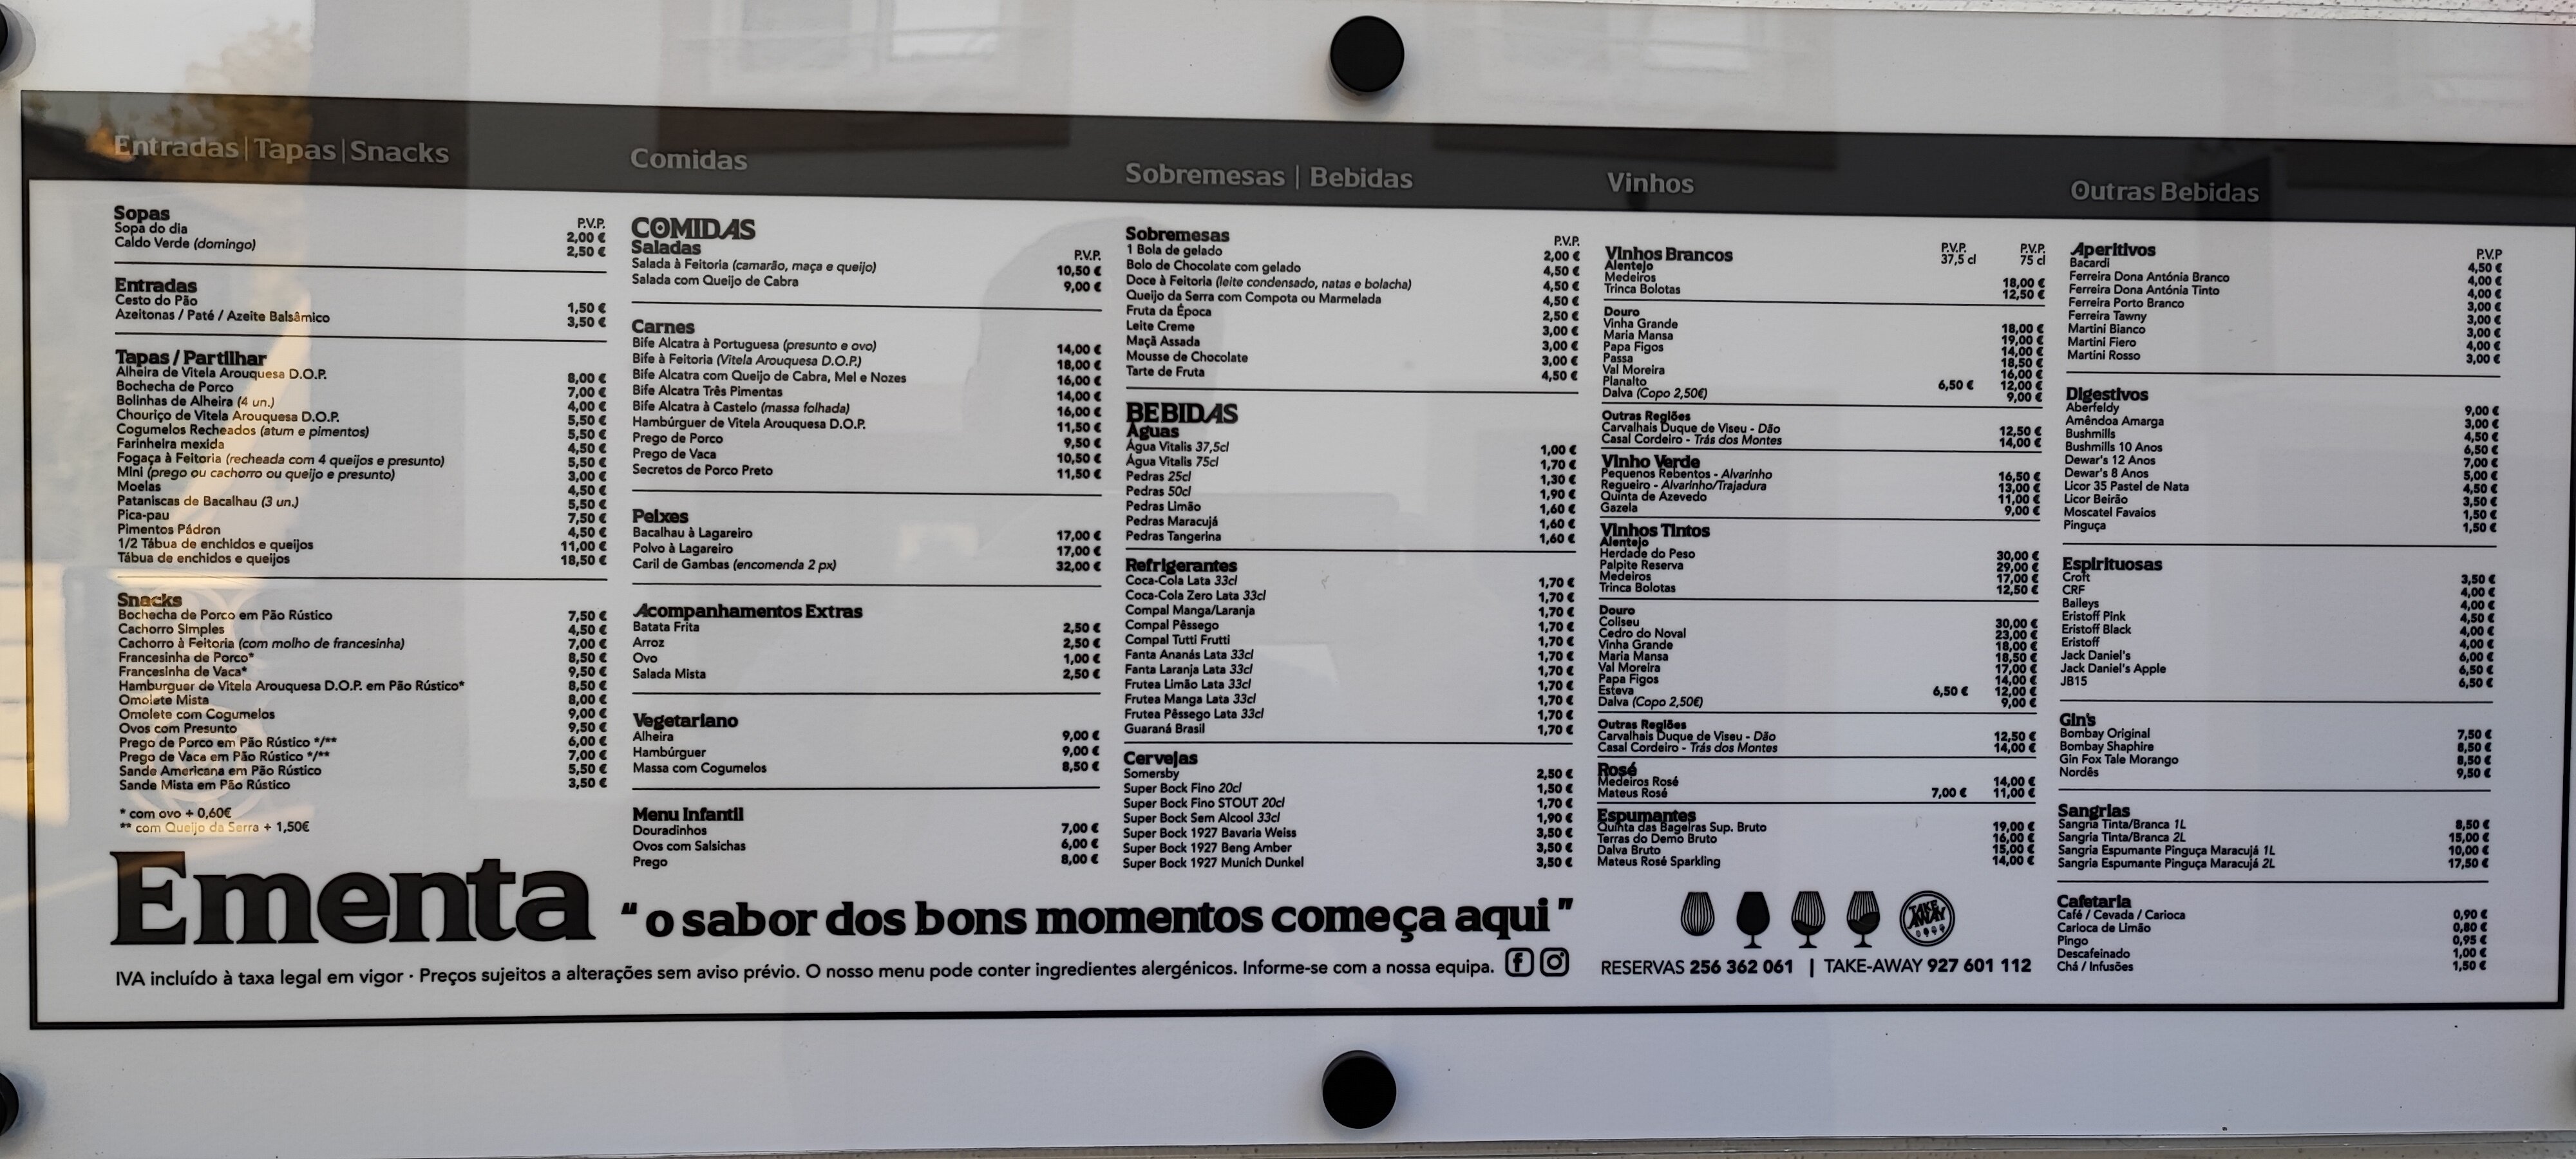 Entradas|Tapas|Snacks
Sopas P.V.P.
Sopa do dia 2,00 €
Caldo Verde (domingo) 2,50 €
Entradas
Cesto do Pão 1,50 €
Azeitonas / Paté / Azeite Balsâmico 3,50 €
Tapas / Partilhar
Alheira de Vitela Arouquesa D.O.P. 8,00 €
Bochecha de Porco 7,00 €
Bolinhas de Alheira (4 un.) 4,00 €
Chouriço de Vitela Arouquesa D.O.P. 5,50 €
Cogumelos Recheados (atum e pimentos) 5,50 €
Farinheira mexida 4,50 €
Fogaça à Feitoria (recheada com 4 queijos e presunto) 5,50 €
Mini (prego ou cachorro ou queijo e presunto) 3,00 €
Moelas 4,50 €
Pataniscas de Bacalhau (3 un.) 5,50 €
Pica-pau 7,50 €
Pimentos Pádron 4,50 €
1/2 Tábua de enchidos e queijos 11,00 €
Tábua de enchidos e queijos 18,50 €
Snacks
Bochecha de Porco em Pão Rústico 7,50 €
Cachorro Simples 4,50 €
Cachorro à Feitoria (com molho de francesinha) 7,00 €
Francesinha de Porco* 8,50 €
Francesinha de Vaca* 9,50 €
Hamburguer de Vitela Arouquesa D.O.P. em Pão Rústico* 8,50 €
Omolete Mista 8,00 €
Omolete com Cogumelos 9,00 €
Ovos com Presunto 9,50 €
Prego de Porco em Pão Rústico */** 6,00 €
Prego de Vaca em Pão Rústico */** 7,00 €
Sande Americana em Pão Rústico 5,50 €
Sande Mista em Pão Rústico 3,50 €
* com ovo + 0,60€
** com Queijo da Serra + 1,50€
Comidas
COMIDAS
Saladas P.V.P.
Salada à Feitoria (camarão, maça e queijo) 10,50 €
Salada com Queijo de Cabra 9,00 €
Carnes
Bife Alcatra à Portuguesa (presunto e ovo) 14,00 €
Bife à Feitoria (Vitela Arouquesa D.O.P.) 18,00 €
Bife Alcatra com Queijo de Cabra, Mel e Nozes 16,00 €
Bife Alcatra Três Pimentas 14,00 €
Bife Alcatra à Castelo (massa folhada) 16,00 €
Hambúrguer de Vitela Arouquesa D.O.P. 11,50 €
Prego de Porco 9,50 €
Prego de Vaca 10,50 €
Secretos de Porco Preto 11,50 €
Peixes
Bacalhau à Lagareiro 17,00 €
Polvo à Lagareiro 17,00 €
Caril de Gambas (encomenda 2 px) 32,00 €
Acompanhamentos Extras
Batata Frita 2,50 €
Arroz 2,50 €
Ovo 1,00 €
Salada Mista 2,50 €
Vegetariano
Alheira 9,00 €
Hambúrguer 9,00 €
Massa com Cogumelos 8,50 €
Menu Infantil
Douradinhos 7,00 €
Ovos com Salsichas 6,00 €
Prego 8,00 €
Sobremesas | Bebidas
Sobremesas P.V.P.
1 Bola de gelado 2,00 €
Bolo de Chocolate com gelado 4,50 €
Doce à Feitoria (leite condensado, natas e bolacha) 4,50 €
Queijo da Serra com Compota ou Marmelada 4,50 €
Fruta da Época 2,50 €
Leite Creme 3,00 €
Maçã Assada 3,00 €
Mousse de Chocolate 3,00 €
Tarte de Fruta 4,50 €
BEBIDAS
Águas
Água Vitalis 37,5cl 1,00 €
Água Vitalis 75cl 1,70 €
Pedras 25cl 1,30 €
Pedras 50cl 1,90 €
Pedras Limão 1,60 €
Pedras Maracujá 1,60 €
Pedras Tangerina 1,60 €
Refrigerantes
Coca-Cola Lata 33cl 1,70 €
Coca-Cola Zero Lata 33cl 1,70 €
Compal Manga/Laranja 1,70 €
Compal Pêssego 1,70 €
Compal Tutti Frutti 1,70 €
Fanta Ananás Lata 33cl 1,70 €
Fanta Laranja Lata 33cl 1,70 €
Frutea Limão Lata 33cl 1,70 €
Frutea Manga Lata 33cl 1,70 €
Frutea Pêssego Lata 33cl 1,70 €
Guaraná Brasil 1,70 €
Cervejas
Somersby 2,50 €
Super Bock Fino 20cl 1,50 €
Super Bock Fino STOUT 20cl 1,70 €
Super Bock Sem Alcool 33cl 1,90 €
Super Bock 1927 Bavaria Weiss 3,50 €
Super Bock 1927 Beng Amber 3,50 €
Super Bock 1927 Munich Dunkel 3,50 €
Vinhos
Vinhos Brancos P.V.P. 37,5 cl P.V.P. 75 cl
Alentejo
Medeiros 18,00 €
Trinca Bolotas 12,50 €
Douro
Vinha Grande 18,00 €
Maria Mansa 19,00 €
Papa Figos 14,00 €
Passa 18,50 €
Val Moreira 16,00 €
Planalto 6,50 € 12,00 €
Dalva (Copo 2,50€) 9,00 €
Outras Regiões
Carvalhais Duque de Viseu - Dão 12,50 €
Casal Cordeiro - Trás dos Montes 14,00 €
Vinho Verde
Pequenos Rebentos - Alvarinho 16,50 €
Regueiro - Alvarinho/Trajadura 13,00 €
Quinta de Azevedo 11,00 €
Gazela 9,00 €
Vinhos Tintos
Alentejo
Herdade do Peso 30,00 €
Palpite Reserva 29,00 €
Medeiros 17,00 €
Trinca Bolotas 12,50 €
Douro
Coliseu 30,00 €
Cedro do Noval 23,00 €
Vinha Grande 18,00 €
Maria Mansa 18,50 €
Val Moreira 17,00 €
Papa Figos 14,00 €
Esteva 6,50 € 12,00 €
Dalva (Copo 2,50€) 9,00 €
Outras Regiões
Carvalhais Duque de Viseu - Dão 12,50 €
Casal Cordeiro - Trás dos Montes 14,00 €
Rosé
Medeiros Rosé 14,00 €
Mateus Rosé 7,00 € 11,00 €
Espumantes
Quinta das Bageiras Sup. Bruto 19,00 €
Terras do Demo Bruto 16,00 €
Dalva Bruto 15,00 €
Mateus Rosé Sparkling 14,00 €
Outras Bebidas
Aperitivos P.V.P
Bacardi 4,50 €
Ferreira Dona Antónia Branco 4,00 €
Ferreira Dona Antónia Tinto 4,00 €
Ferreira Porto Branco 3,00 €
Ferreira Tawny 3,00 €
Martini Bianco 3,00 €
Martini Fiero 4,00 €
Martini Rosso 3,00 €
Digestivos
Aberfeldy 9,00 €
Amêndoa Amarga 3,00 €
Bushmills 4,50 €
Bushmills 10 Anos 6,50 €
Dewar's 12 Anos 7,00 €
Dewar's 8 Anos 5,00 €
Licor 35 Pastel de Nata 4,50 €
Licor Beirão 3,50 €
Moscatel Favaios 1,50 €
Pinguça 1,50 €
Espirituosas
Croft 3,50 €
CRF 4,00 €
Baileys 4,00 €
Eristoff Pink 4,50 €
Eristoff Black 4,00 €
Eristoff 4,00 €
Jack Daniel's 6,00 €
Jack Daniel's Apple 6,50 €
JB15 6,50 €
Gin's
Bombay Original 7,50 €
Bombay Shaphire 8,50 €
Gin Fox Tale Morango 8,50 €
Nordês 9,50 €
Sangrias
Sangria Tinta/Branca 1L 8,50 €
Sangria Tinta/Branca 2L 15,00 €
Sangria Espumante Pinguça Maracujá 1L 10,00 €
Sangria Espumante Pinguça Maracujá 2L 17,50 €
Cafetaria
Café / Cevada / Carioca 0,90 €
Carioca de Limão 0,80 €
Pingo 0,95 €
Descafeinado 1,00 €
Chá / Infusões 1,50 €
Ementa
“o sabor dos bons momentos começa aqui”
TAKE AWAY
IVA incluído à taxa legal em vigor · Preços sujeitos a alterações sem aviso prévio. O nosso menu pode conter ingredientes alergénicos. Informe-se com a nossa equipa.
RESERVAS 256 362 061 | TAKE-AWAY 927 601 112